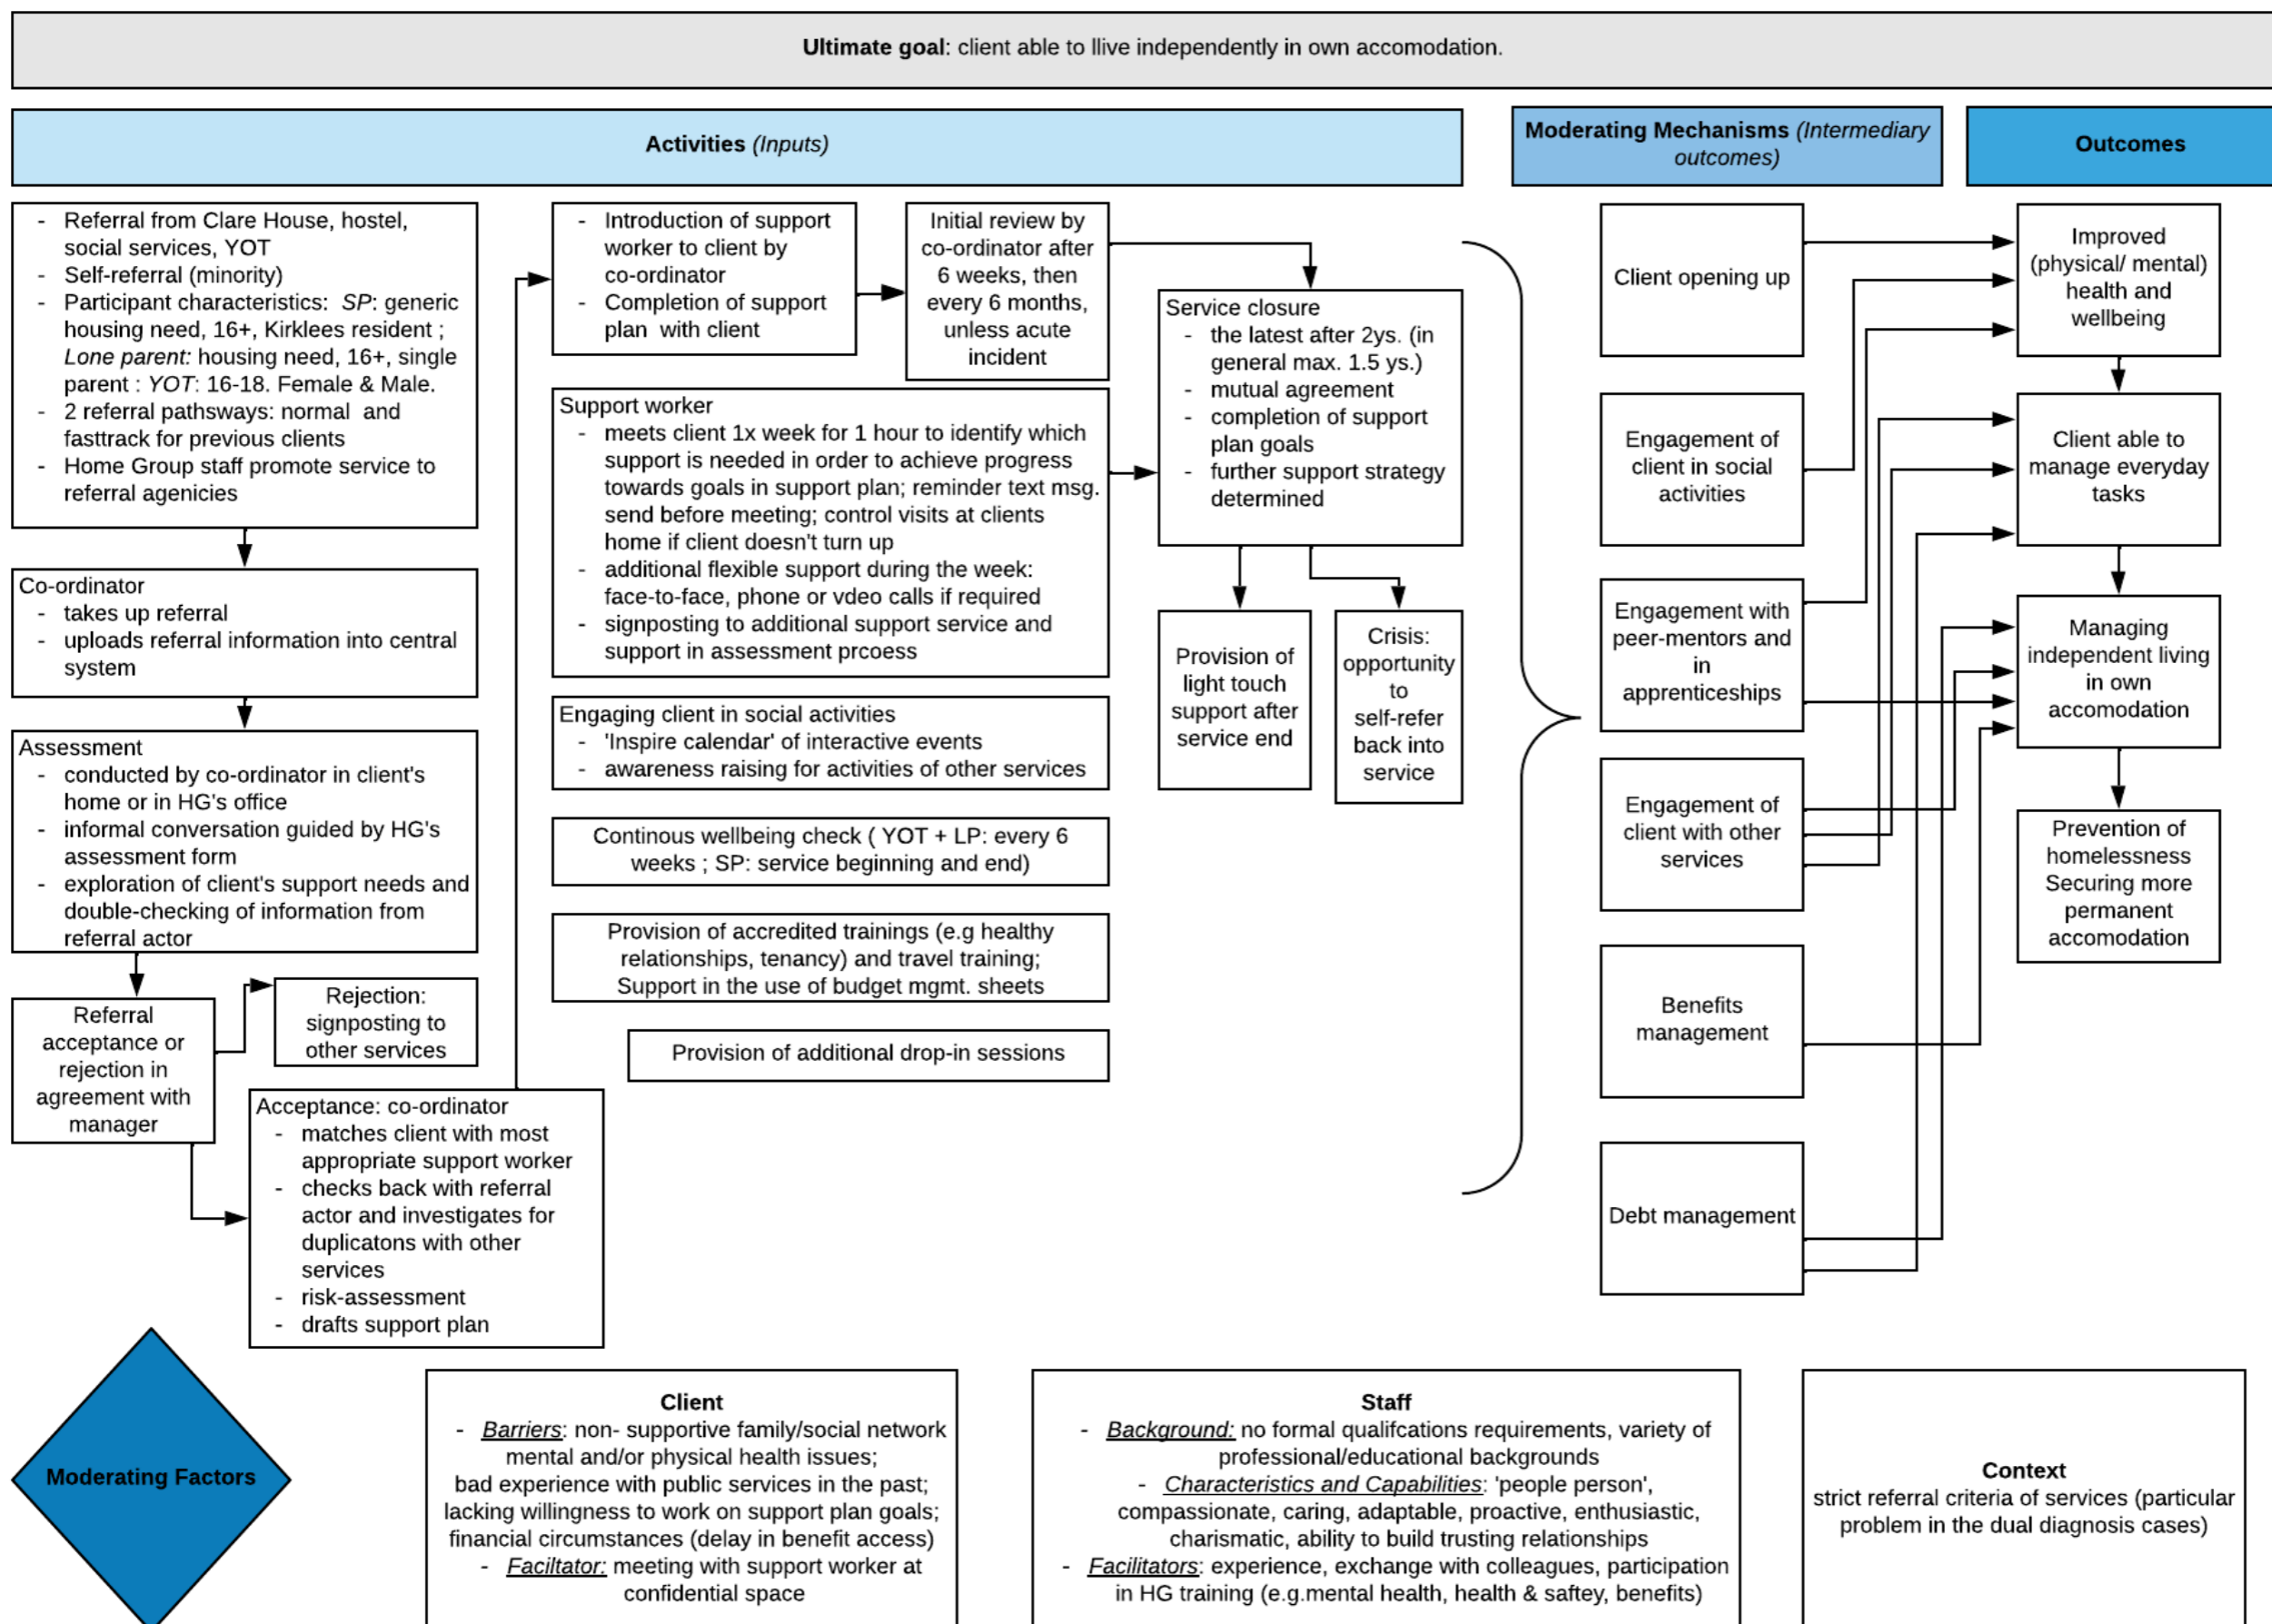 Ultimate goal: client able to llive independently in own accomodation.
Activities (Inputs)
Moderating Mechanisms (Intermediary
outcomes)
Outcomes
- Referral from Clare House, hostel,
social services, YOT
- Self-referral (minority)
- Participant characteristics: SP: generic
housing need, 16+, Kirklees resident ;
Lone parent: housing need, 16+, single
parent : YOT: 16-18. Female & Male.
- 2 referral pathsways: normal and
fasttrack for previous clients
- Home Group staff promote service to
referral agenicies
Co-ordinator
- takes up referral
- uploads referral information into central
system
Assessment
- conducted by co-ordinator in client's
home or in HG's office
- informal conversation guided by HG's
assessment form
- exploration of client's support needs and
double-checking of information from
referral actor
Referral
acceptance or
rejection in
agreement with
manager
Rejection:
signposting to
other services
Acceptance: co-ordinator
- matches client with most
appropriate support worker
- checks back with referral
actor and investigates for
duplicatons with other
services
- risk-assessment
- drafts support plan
- Introduction of support
worker to client by
co-ordinator
- Completion of support
plan with client
Initial review by
co-ordinator after
6 weeks, then
every 6 months,
unless acute
incident
Support worker
- meets client 1x week for 1 hour to identify which
support is needed in order to achieve progress
towards goals in support plan; reminder text msg.
send before meeting; control visits at clients
home if client doesn't turn up
- additional flexible support during the week:
face-to-face, phone or vdeo calls if required
- signposting to additional support service and
support in assessment prcoess
Engaging client in social activities
- 'Inspire calendar' of interactive events
- awareness raising for activities of other services
Continous wellbeing check ( YOT + LP: every 6
weeks ; SP: service beginning and end)
Provision of accredited trainings (e.g healthy
relationships, tenancy) and travel training;
Support in the use of budget mgmt. sheets
Provision of additional drop-in sessions
Service closure
- the latest after 2ys. (in
general max. 1.5 ys.)
- mutual agreement
- completion of support
plan goals
- further support strategy
determined
Provision of
light touch
support after
service end
Crisis:
opportunity
to
self-refer
back into
service
Client opening up
Engagement of
client in social
activities
Engagement with
peer-mentors and
in
apprenticeships
Engagement of
client with other
services
Benefits
management
Debt management
Improved
(physical/ mental)
health and
wellbeing
Client able to
manage everyday
tasks
Managing
independent living
in own
accomodation
Prevention of
homelessness
Securing more
permanent
accomodation
Moderating Factors
Client
- Barriers: non- supportive family/social network
mental and/or physical health issues;
bad experience with public services in the past;
lacking willingness to work on support plan goals;
financial circumstances (delay in benefit access)
- Faciltator: meeting with support worker at
confidential space
Staff
- Background: no formal qualifcations requirements, variety of
professional/educational backgrounds
- Characteristics and Capabilities: 'people person',
compassionate, caring, adaptable, proactive, enthusiastic,
charismatic, ability to build trusting relationships
- Facilitators: experience, exchange with colleagues, participation
in HG training (e.g.mental health, health & saftey, benefits)
Context
strict referral criteria of services (particular
problem in the dual diagnosis cases)